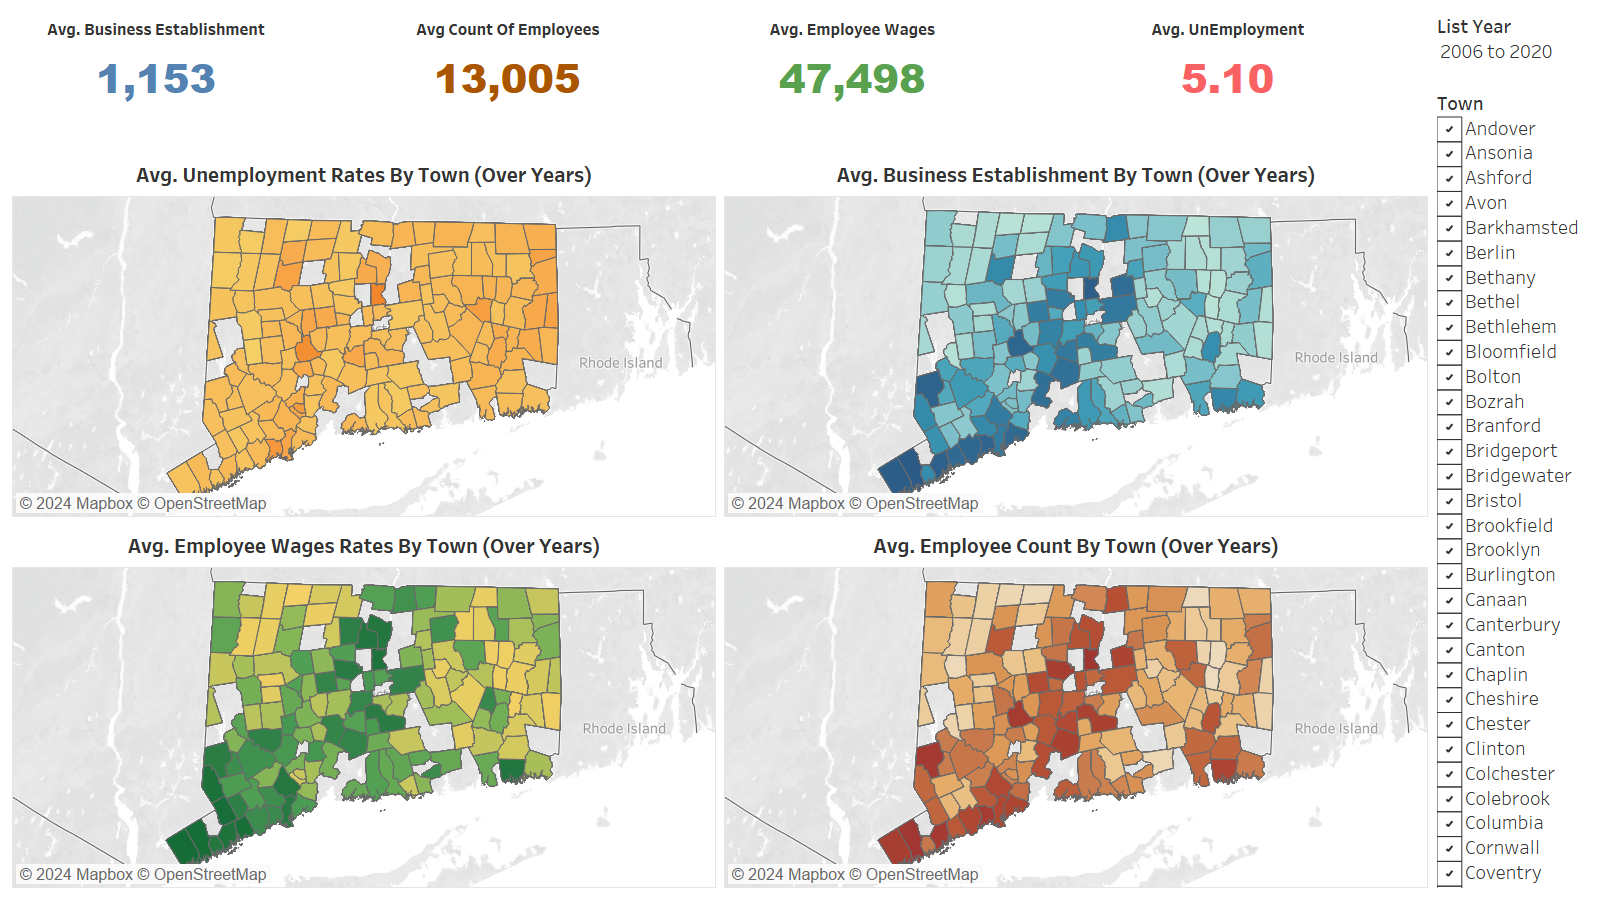 Avg. Business Establishment
1,153
Avg Count Of Employees
13,005
Avg. Employee Wages
47,498
Avg. UnEmployment
5.10
List Year
2006 to 2020
Town
Andover
Ansonia
Ashford
Avon
Barkhamsted
Berlin
Bethany
Bethel
Bethlehem
Bloomfield
Bolton
Bozrah
Branford
Bridgeport
Bridgewater
Bristol
Brookfield
Brooklyn
Burlington
Canaan
Canterbury
Canton
Chaplin
Cheshire
Chester
Clinton
Colchester
Colebrook
Columbia
Cornwall
Coventry
Avg. Unemployment Rates By Town (Over Years)
Rhode Island
© 2024 Mapbox © OpenStreetMap
Avg. Business Establishment By Town (Over Years)
Rhode Island
© 2024 Mapbox © OpenStreetMap
Avg. Employee Wages Rates By Town (Over Years)
Rhode Island
© 2024 Mapbox © OpenStreetMap
Avg. Employee Count By Town (Over Years)
Rhode Island
© 2024 Mapbox © OpenStreetMap